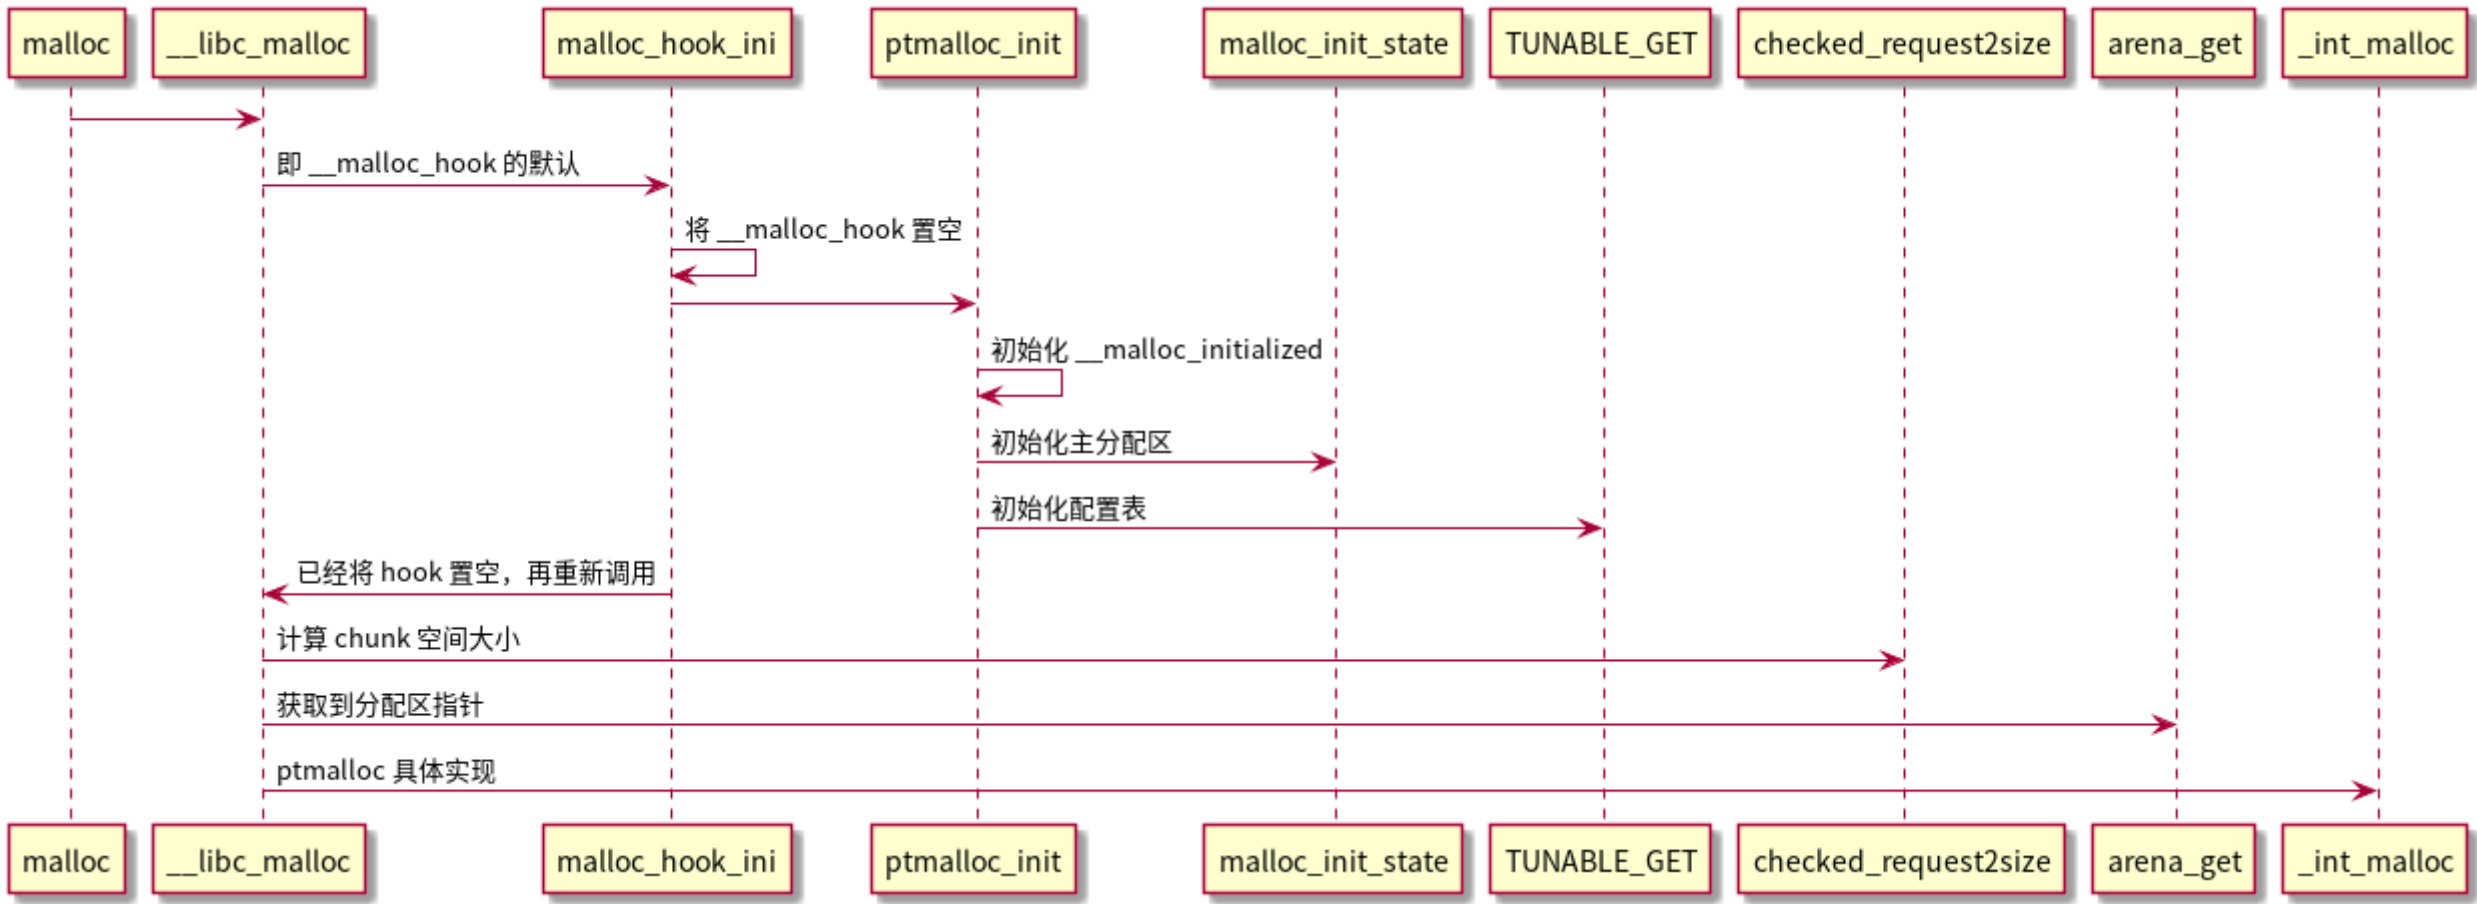 malloc
__libc_malloc
malloc_hook_ini
ptmalloc_init
malloc_init_state
TUNABLE_GET
checked_request2size
arena_get
_int_malloc
即 __malloc_hook 的默认
将 __malloc_hook 置空
初始化 __malloc_initialized
初始化主分配区
初始化配置表
已经将 hook 置空，再重新调用
计算 chunk 空间大小
获取到分配区指针
ptmalloc 具体实现
malloc
__libc_malloc
malloc_hook_ini
ptmalloc_init
malloc_init_state
TUNABLE_GET
checked_request2size
arena_get
_int_malloc